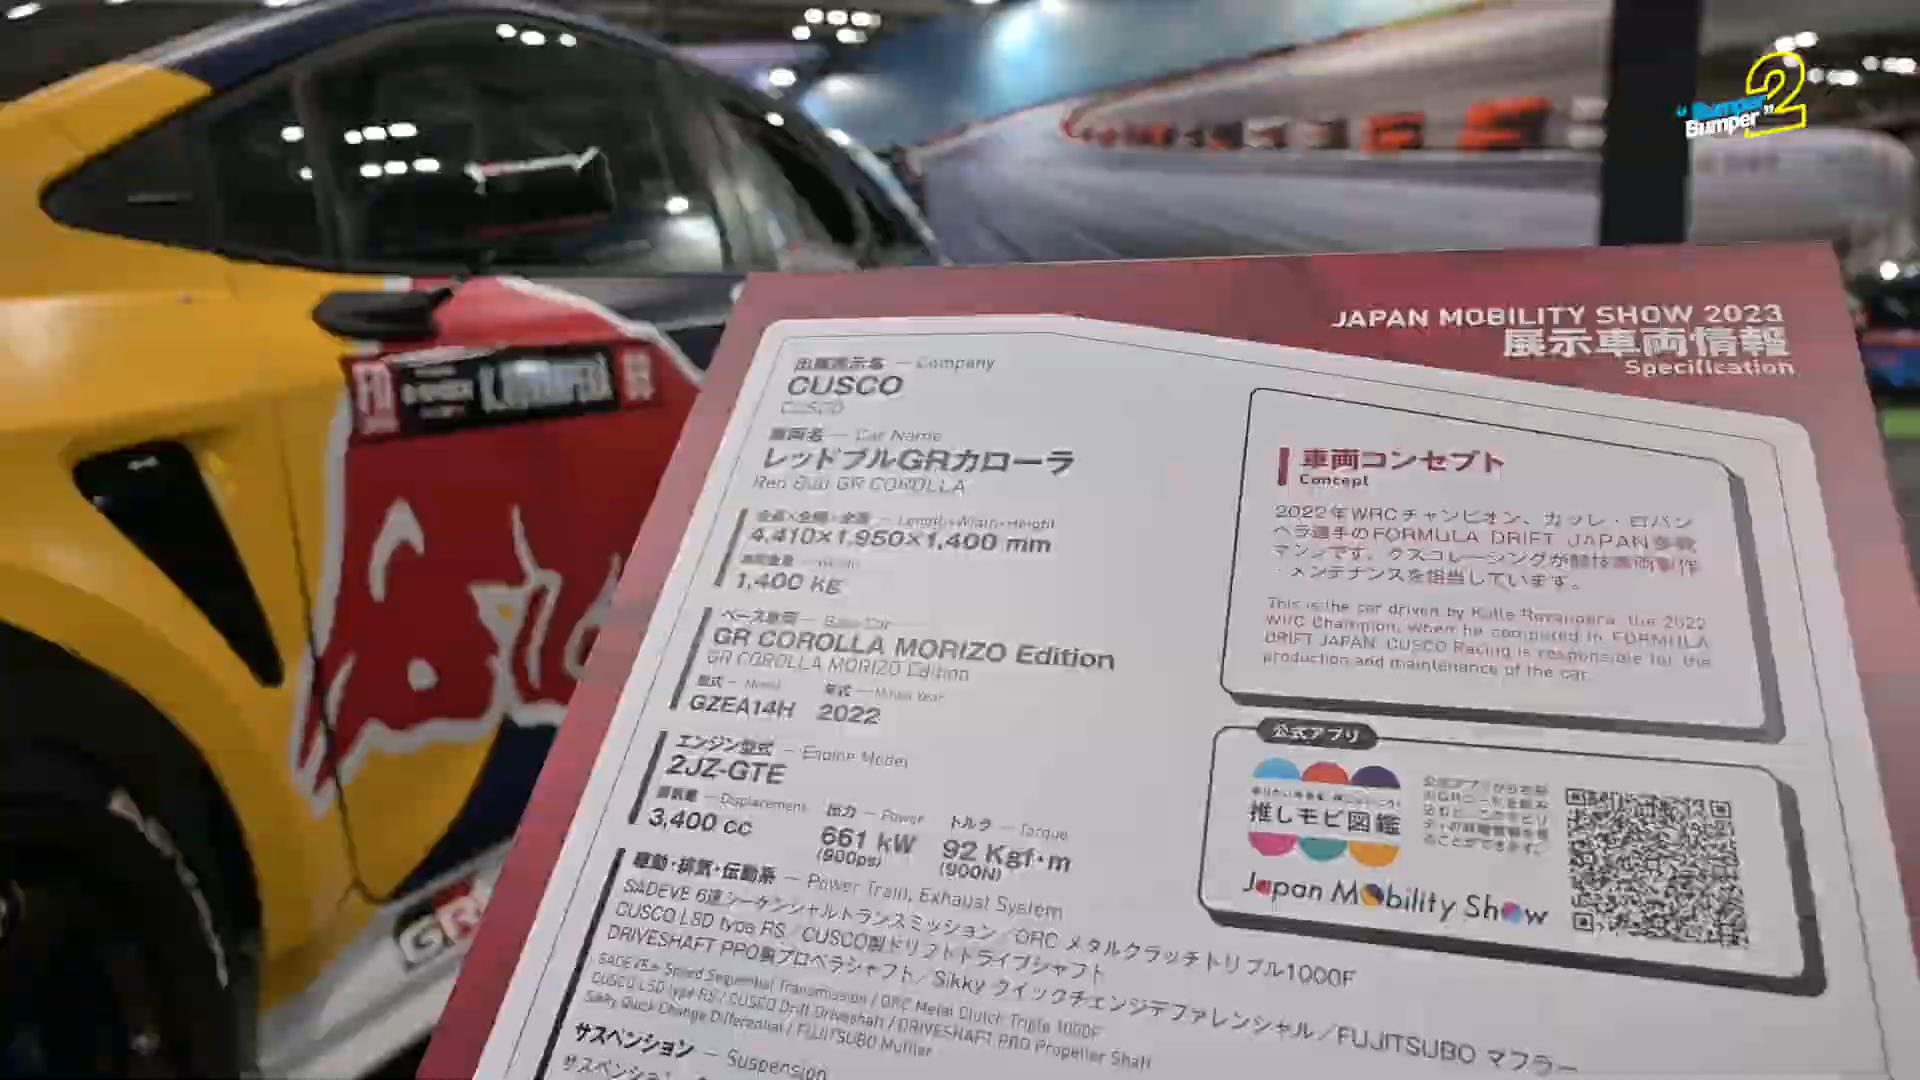 "Bumper
Bumper"
2
JAPAN MOBILITY SHOW 2023
展示車両情報
Specification
Company
CUSCO
CUSCO
車両名 — Car Name
レッドブルGRカローラ
Red Bull GR COROLLA
全長×全幅×全高 — Length×Width×Height
4,410×1,950×1,400 mm
1,400 kg
ベース車両 — Base Car
GR COROLLA MORIZO Edition
GR COROLLA MORIZO Edition
型式 — Model 年式 — Model Year
GZEA14H 2022
エンジン型式 — Engine Model
2JZ-GTE
排気量 — Displacement 出力 — Power トルク — Torque
3,400 cc 661 kW 92 Kgf·m
(900ps) (900N)
駆動・排気・伝動系 — Power Train, Exhaust System
SADEVE 6速シーケンシャルトランスミッション／ORC メタルクラッチトリプル1000F
CUSCO LSD type RS／CUSCO製ドリフトドライブシャフト
DRIVESHAFT PRO製プロペラシャフト／Sikky クイックチェンジデファレンシャル／FUJITSUBO マフラー
Speed Sequential Transmission / ORC Metal Clutch Triple 1000F
CUSCO LSD type RS / CUSCO Drift Driveshaft / DRIVESHAFT PRO Propeller Shaft
Sikky Quick Change Differential / FUJITSUBO Muffler
サスペンション — Suspension
車両コンセプト
Concept
2022年WRCチャンピオン、カッレ・ロバン
ペラ選手のFORMULA DRIFT JAPAN参戦
マシンです。クスコレーシングが競技車両製作
・メンテナンスを担当しています。
This is the car driven by Kalle Rovanpera, the 2022
WRC Champion, when he competed in FORMULA
DRIFT JAPAN. CUSCO Racing is responsible for the
production and maintenance of the car.
公式アプリ
推しモビ図鑑
Japan Mobility Show
GR